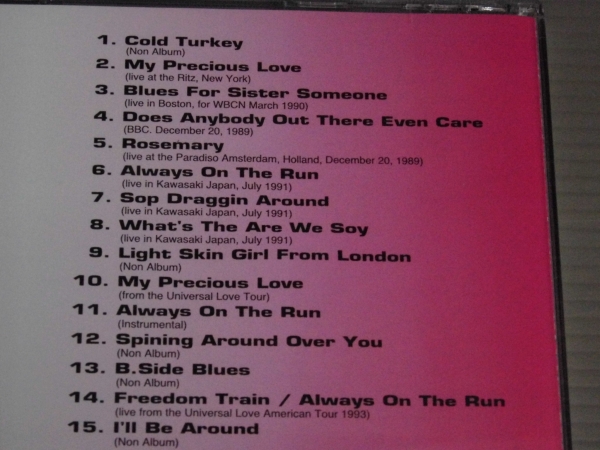 1. Cold Turkey
(Non Album)
2. My Precious Love
(live at the Ritz, New York)
3. Blues For Sister Someone
(live in Boston, for WBCN March 1990)
4. Does Anybody Out There Even Care
(BBC. December 20, 1989)
5. Rosemary
(live at the Paradiso Amsterdam, Holland, December 20, 1989)
6. Always On The Run
(live in Kawasaki Japan, July 1991)
7. Sop Draggin Around
(live in Kawasaki Japan, July 1991)
8. What's The Are We Soy
(live in Kawasaki Japan, July 1991)
9. Light Skin Girl From London
(Non Album)
10. My Precious Love
(from the Universal Love Tour)
11. Always On The Run
(Instrumental)
12. Spining Around Over You
(Non Album)
13. B.Side Blues
(Non Album)
14. Freedom Train / Always On The Run
(live from the Universal Love American Tour 1993)
15. I'll Be Around
(Non Album)